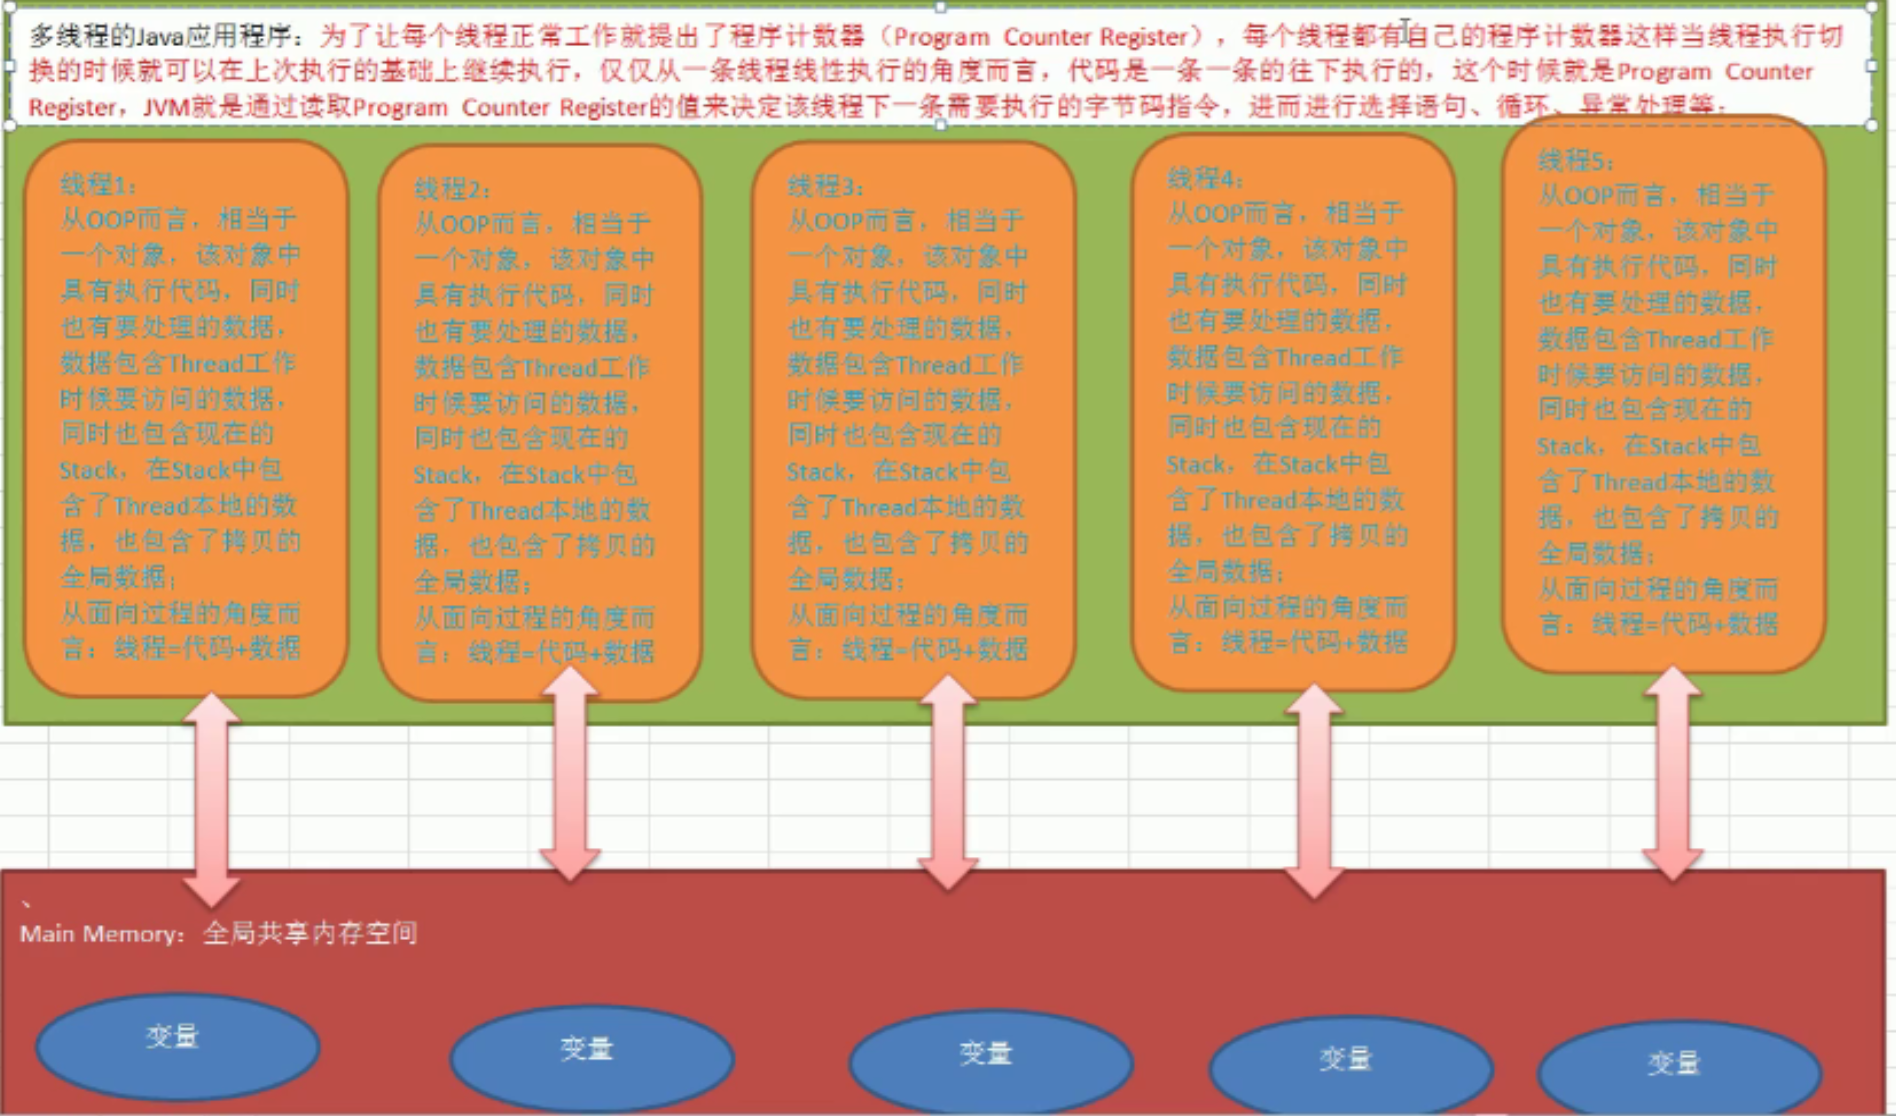 多线程的Java应用程序：为了让每个线程正常工作就提出了程序计数器（Program Counter Register），每个线程都有自己的程序计数器这样当线程执行切
换的时候就可以在上次执行的基础上继续执行，仅仅从一条线程线性执行的角度而言，代码是一条一条的往下执行的，这个时候就是Program Counter
Register，JVM就是通过读取Program Counter Register的值来决定该线程下一条需要执行的字节码指令，进而进行选择语句、循环、异常处理等；
线程1：
从OOP而言，相当于
一个对象，该对象中
具有执行代码，同时
也有要处理的数据，
数据包含Thread工作
时候要访问的数据，
同时也包含现在的
Stack，在Stack中包
含了Thread本地的数
据，也包含了拷贝的
全局数据；
从面向过程的角度而
言：线程=代码+数据
线程2：
从OOP而言，相当于
一个对象，该对象中
具有执行代码，同时
也有要处理的数据，
数据包含Thread工作
时候要访问的数据，
同时也包含现在的
Stack，在Stack中包
含了Thread本地的数
据，也包含了拷贝的
全局数据；
从面向过程的角度而
言：线程=代码+数据
线程3：
从OOP而言，相当于
一个对象，该对象中
具有执行代码，同时
也有要处理的数据，
数据包含Thread工作
时候要访问的数据，
同时也包含现在的
Stack，在Stack中包
含了Thread本地的数
据，也包含了拷贝的
全局数据；
从面向过程的角度而
言：线程=代码+数据
线程4：
从OOP而言，相当于
一个对象，该对象中
具有执行代码，同时
也有要处理的数据，
数据包含Thread工作
时候要访问的数据，
同时也包含现在的
Stack，在Stack中包
含了Thread本地的数
据，也包含了拷贝的
全局数据；
从面向过程的角度而
言：线程=代码+数据
线程5：
从OOP而言，相当于
一个对象，该对象中
具有执行代码，同时
也有要处理的数据，
数据包含Thread工作
时候要访问的数据，
同时也包含现在的
Stack，在Stack中包
含了Thread本地的数
据，也包含了拷贝的
全局数据；
从面向过程的角度而
言：线程=代码+数据
、
Main Memory：全局共享内存空间
变量
变量
变量
变量
变量